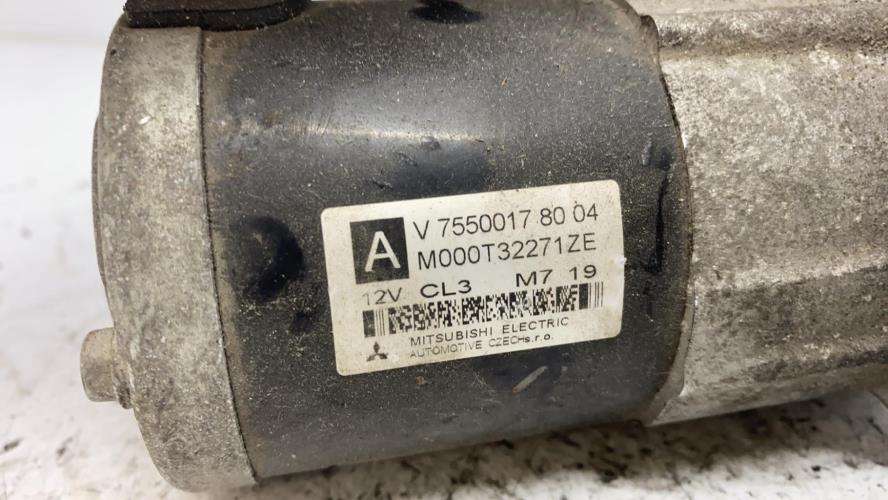 A
V 7550017 80 04
M000T32271ZE
12V CL3 M7 19
MITSUBISHI ELECTRIC
AUTOMOTIVE CZECH s.r.o.